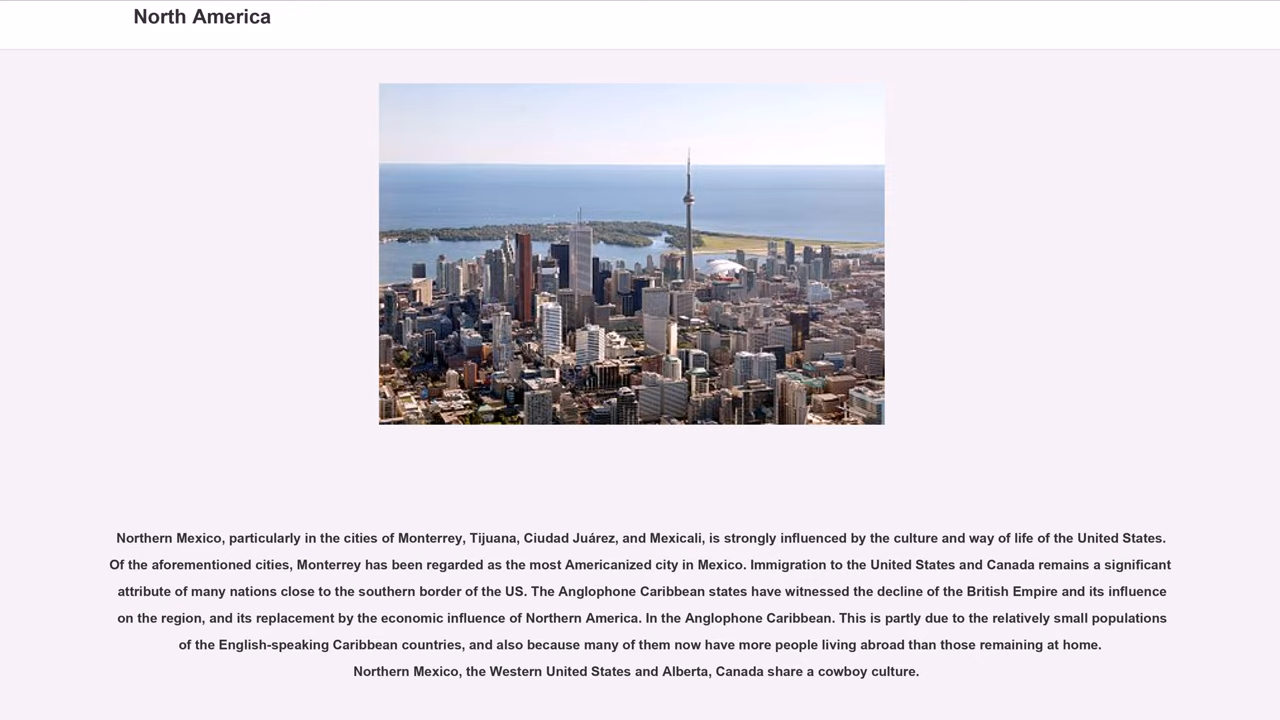 North America
Northern Mexico, particularly in the cities of Monterrey, Tijuana, Ciudad Juárez, and Mexicali, is strongly influenced by the culture and way of life of the United States.
Of the aforementioned cities, Monterrey has been regarded as the most Americanized city in Mexico. Immigration to the United States and Canada remains a significant
attribute of many nations close to the southern border of the US. The Anglophone Caribbean states have witnessed the decline of the British Empire and its influence
on the region, and its replacement by the economic influence of Northern America. In the Anglophone Caribbean. This is partly due to the relatively small populations
of the English-speaking Caribbean countries, and also because many of them now have more people living abroad than those remaining at home.
Northern Mexico, the Western United States and Alberta, Canada share a cowboy culture.